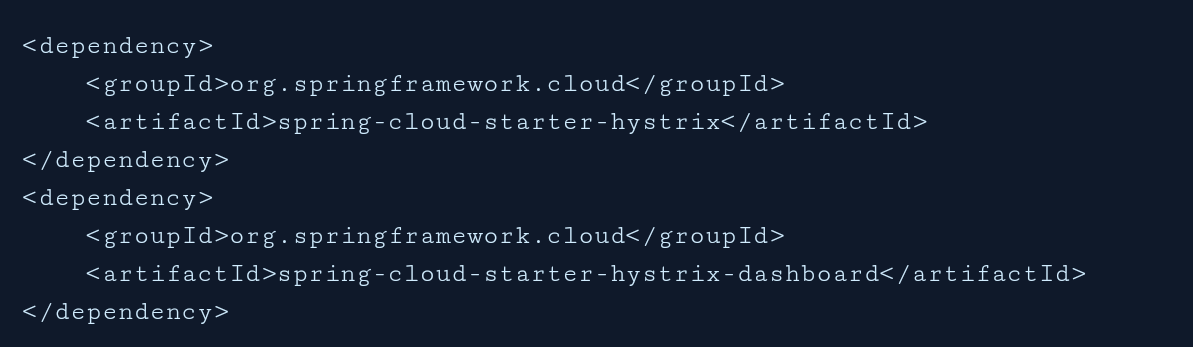 <dependency>
    <groupId>org.springframework.cloud</groupId>
    <artifactId>spring-cloud-starter-hystrix</artifactId>
</dependency>
<dependency>
    <groupId>org.springframework.cloud</groupId>
    <artifactId>spring-cloud-starter-hystrix-dashboard</artifactId>
</dependency>